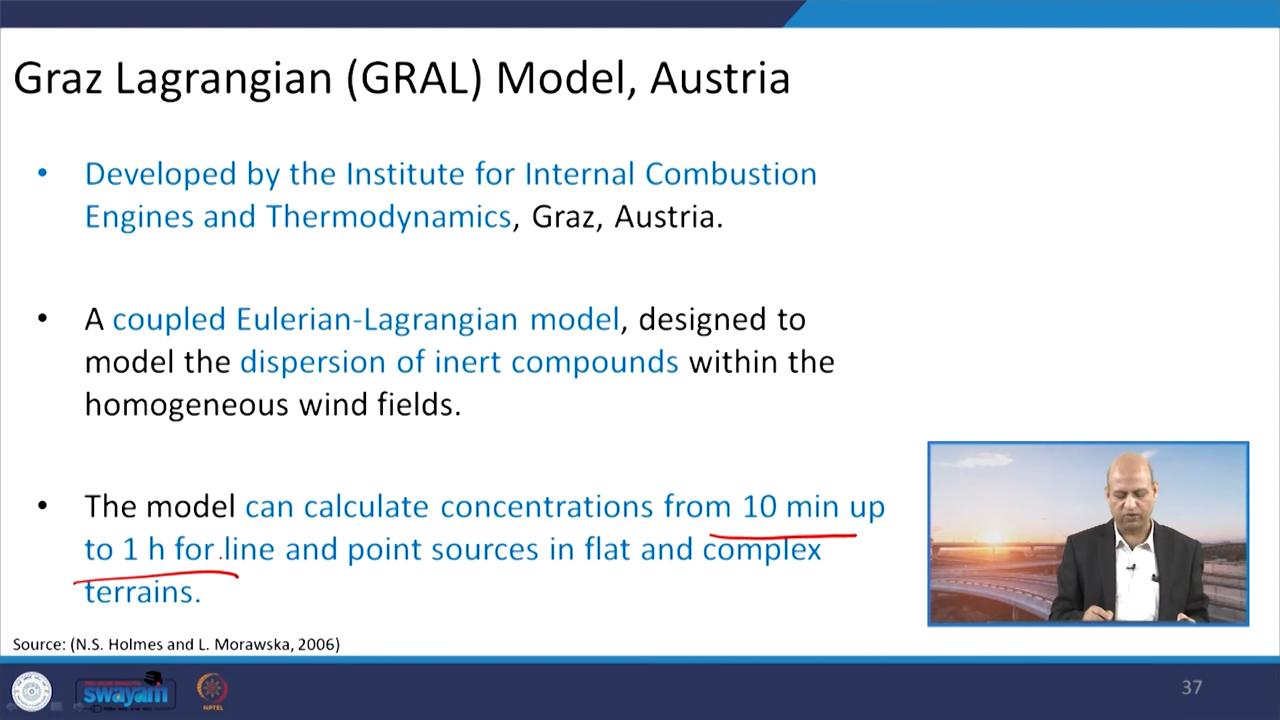 Graz Lagrangian (GRAL) Model, Austria
• Developed by the Institute for Internal Combustion
Engines and Thermodynamics, Graz, Austria.
• A coupled Eulerian-Lagrangian model, designed to
model the dispersion of inert compounds within the
homogeneous wind fields.
• The model can calculate concentrations from 10 min up
to 1 h for line and point sources in flat and complex
terrains.
Source: (N.S. Holmes and L. Morawska, 2006)
swayam
NPTEL
37